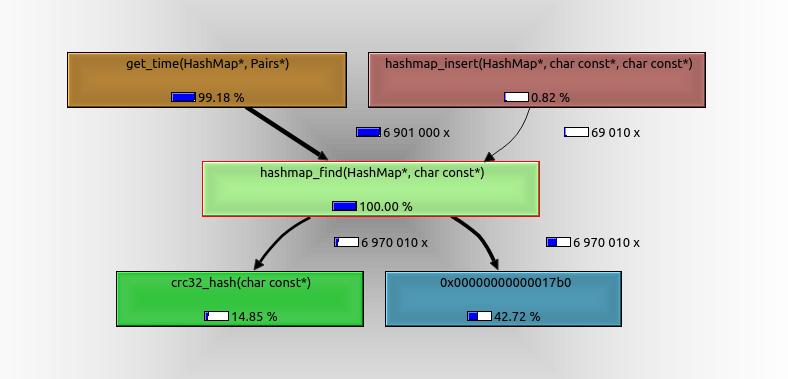 get_time(HashMap*, Pairs*)
99.18 %
hashmap_insert(HashMap*, char const*, char const*)
0.82 %
6 901 000 x
69 010 x
hashmap_find(HashMap*, char const*)
100.00 %
6 970 010 x
6 970 010 x
crc32_hash(char const*)
14.85 %
0x00000000000017b0
42.72 %